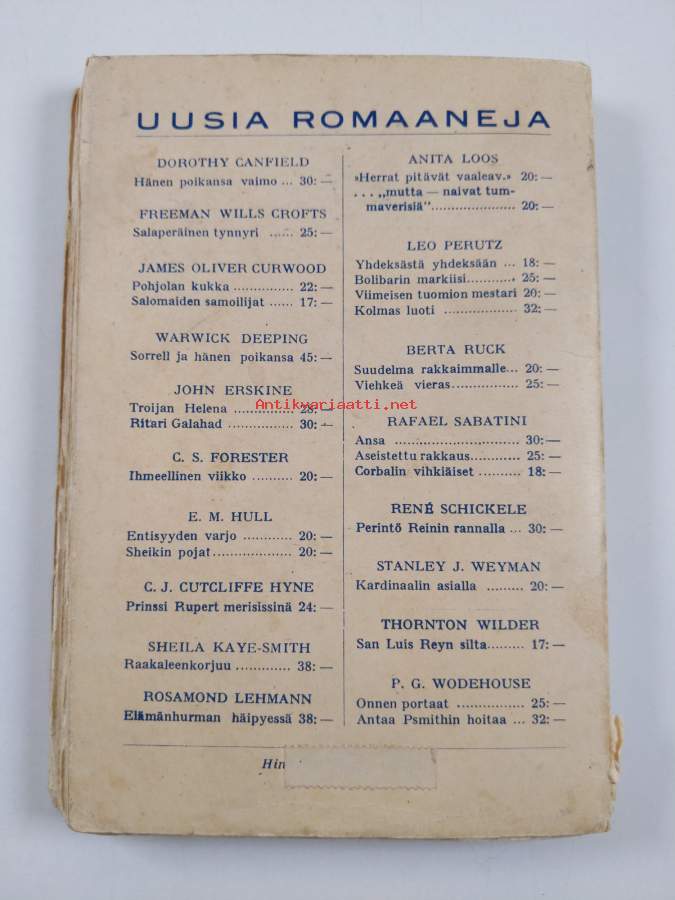 UUSIA ROMAANEJA
DOROTHY CANFIELD
Hänen poikansa vaimo ... 30: —
FREEMAN WILLS CROFTS
Salaperäinen tynnyri ...... 25: —
JAMES OLIVER CURWOOD
Pohjolan kukka ............... 22: —
Salomaiden samoilijat ...... 17: —
WARWICK DEEPING
Sorrell ja hänen poikansa 45: —
JOHN ERSKINE
Troijan Helena ...............
Ritari Galahad ............... 30: —
C. S. FORESTER
Ihmeellinen viikko .......... 20: —
E. M. HULL
Entisyyden varjo ............ 20: —
Sheikin pojat................... 20: —
C. J. CUTCLIFFE HYNE
Prinssi Rupert merisissinä 24: —
SHEILA KAYE-SMITH
Raakaleenkorjuu ............. 38: —
ROSAMOND LEHMANN
Elämänhurman häipyessä 38: —
ANITA LOOS
»Herrat pitävät vaaleav.» 20: —
. . . „mutta — naivat tum-
maverisiä"..................... 20: —
LEO PERUTZ
Yhdeksästä yhdeksään ... 18: —
Bolibarin markiisi............ 25: —
Viimeisen tuomion mestari 20: —
Kolmas luoti ................... 32: —
BERTA RUCK
Suudelma rakkaimmalle... 20: —
Viehkeä vieras................. 25: —
RAFAEL SABATINI
Ansa ............................... 30: —
Aseistettu rakkaus............ 25: —
Corbalin vihkiäiset .......... 18: —
RENÉ SCHICKELE
Perintö Reinin rannalla ... 30: —
STANLEY J. WEYMAN
Kardinaalin asialla ......... 20: —
THORNTON WILDER
San Luis Reyn silta......... 17: —
P. G. WODEHOUSE
Onnen portaat ................ 25: —
Antaa Psmithin hoitaa ... 32: —
Hin
Antikvariaatti.net